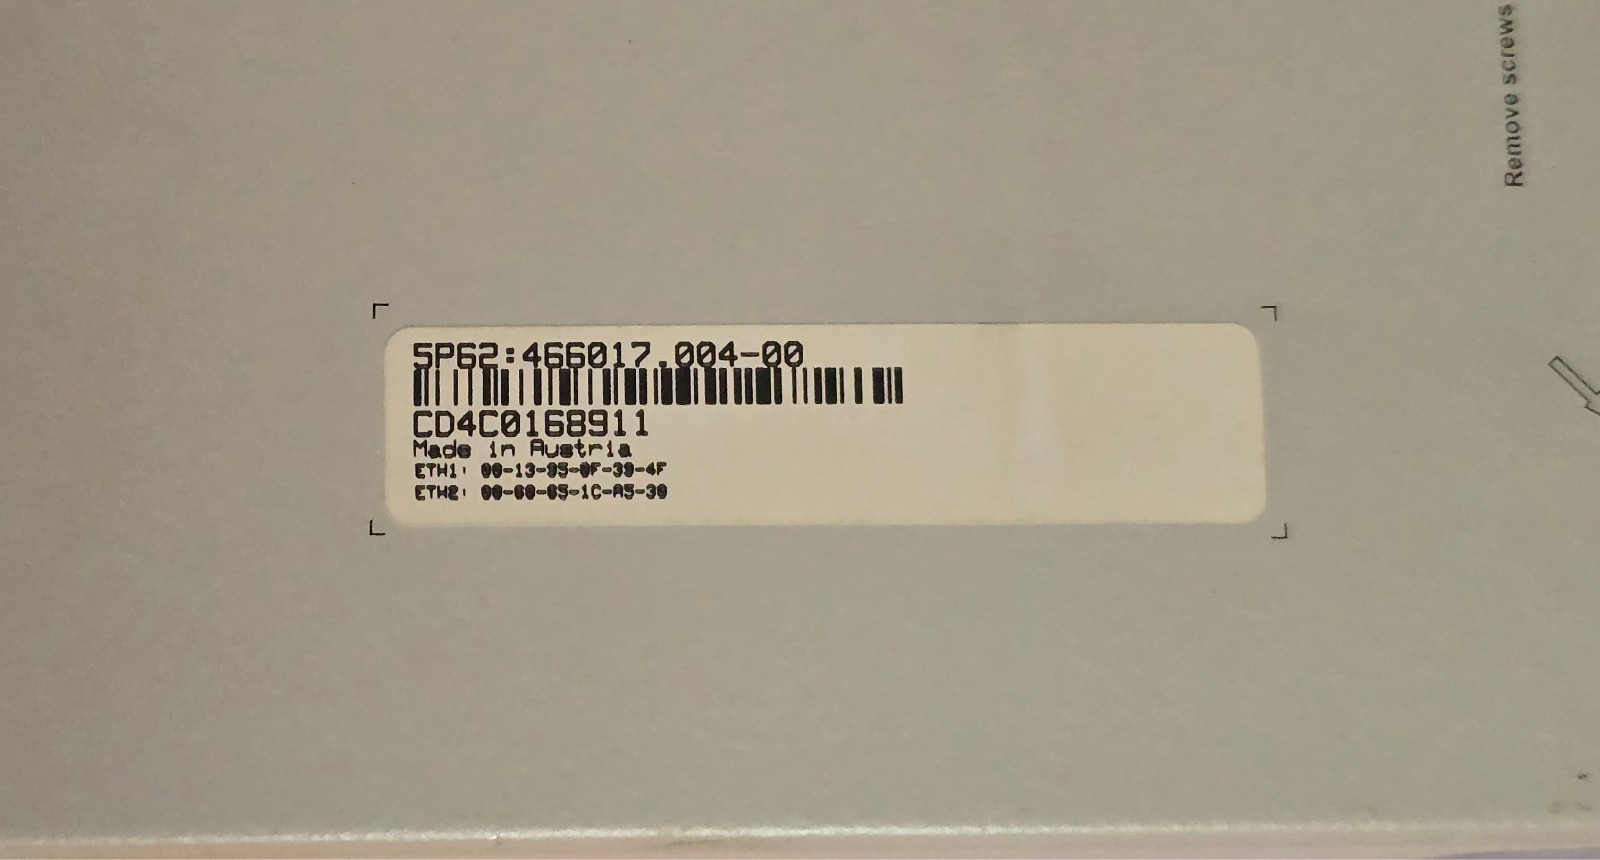 5P62:466017.004-00
CD4C0168911
Made in Austria
ETH1: 00-13-95-0F-39-4F
ETH2: 00-60-65-1C-A5-30
Remove screws